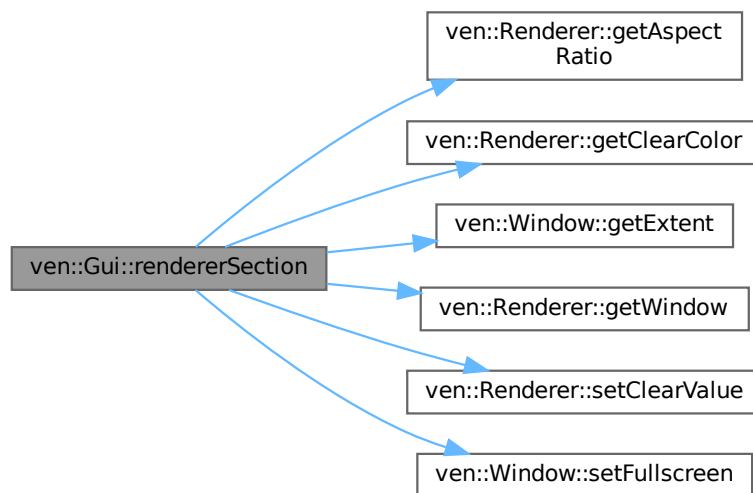 ven::Renderer::getAspect
Ratio
ven::Renderer::getClearColor
ven::Window::getExtent
ven::Gui::rendererSection
ven::Renderer::getWindow
ven::Renderer::setClearValue
ven::Window::setFullscreen